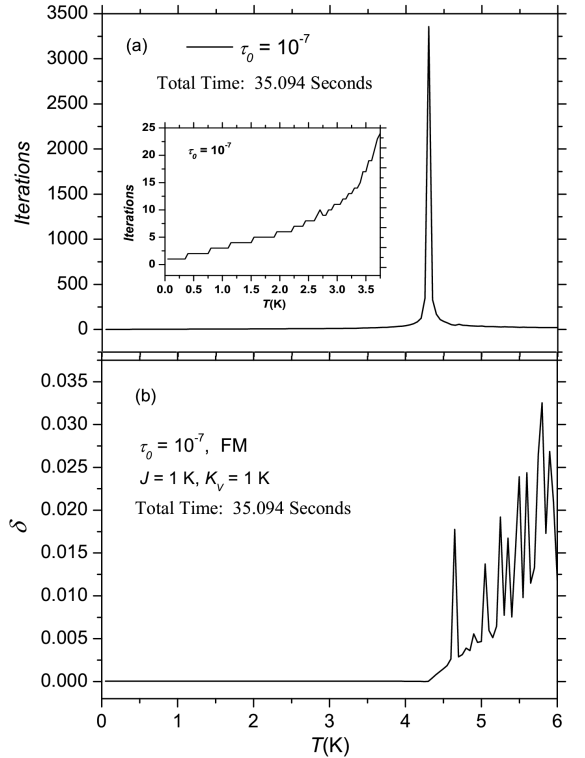 3500
3000
2500
2000
1500
1000
500
0
Iterations
(a)
τ0 = 10-7
Total Time: 35.094 Seconds
25
20
15
10
5
0
Iterations
τ0 = 10-7
0.0 0.5 1.0 1.5 2.0 2.5 3.0 3.5
T(K)
0.035
0.030
0.025
0.020
0.015
0.010
0.005
0.000
δ
(b)
τ0 = 10-7, FM
J = 1 K, KV = 1 K
Total Time: 35.094 Seconds
0 1 2 3 4 5 6
T(K)